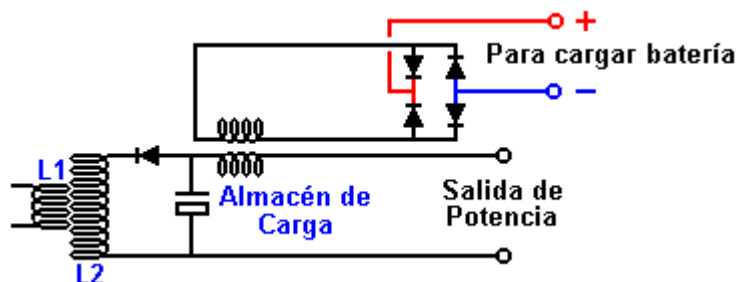 +
Para cargar batería
−
L1
Almacén de
Carga
Salida de
Potencia
L2